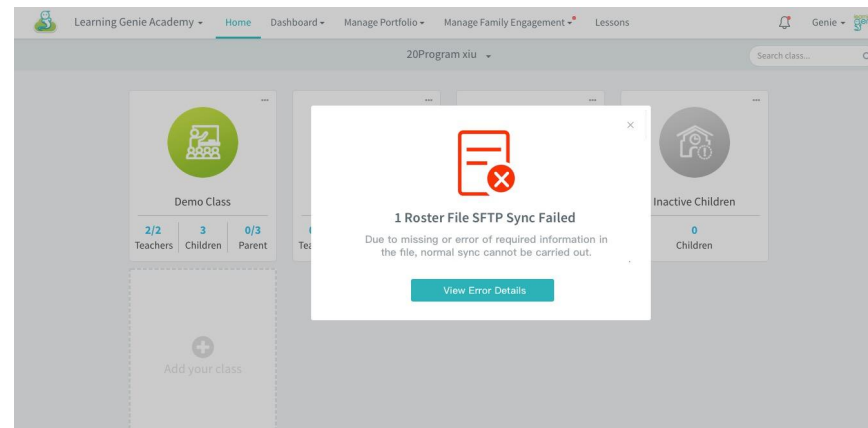 Learning Genie Academy Home Dashboard Manage Portfolio Manage Family Engagement Lessons Genie
20Program xiu
Search class...
1 Roster File SFTP Sync Failed
Due to missing or error of required information in
the file, normal sync cannot be carried out.
View Error Details
Demo Class
2/2 3 0/3
Teachers Children Parent
Inactive Children
0
Children
Add your class